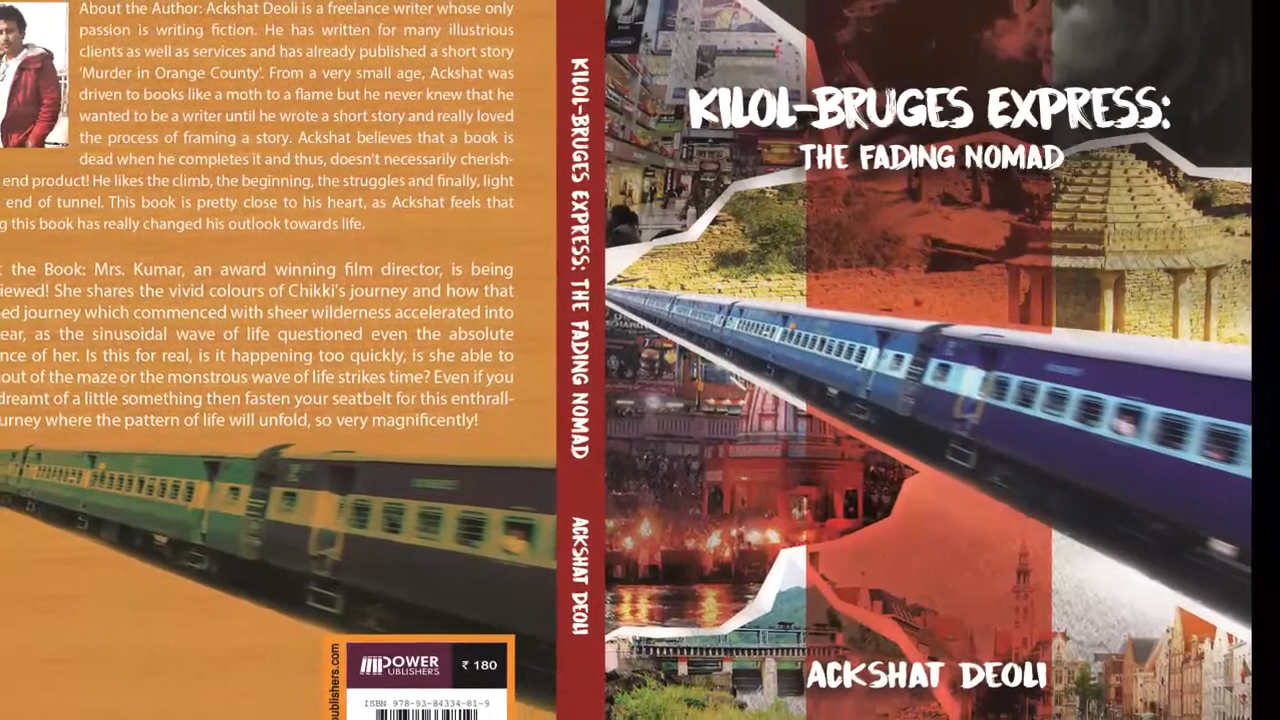 About the Author: Ackshat Deoli is a freelance writer whose only
passion is writing fiction. He has written for many illustrious
clients as well as services and has already published a short story
'Murder in Orange County'. From a very small age, Ackshat was
driven to books like a moth to a flame but he never knew that he
wanted to be a writer until he wrote a short story and really loved
the process of framing a story. Ackshat believes that a book is
dead when he completes it and thus, doesn't necessarily cherish-
end product! He likes the climb, the beginning, the struggles and finally, light
end of tunnel. This book is pretty close to his heart, as Ackshat feels that
this book has really changed his outlook towards life.
the Book: Mrs. Kumar, an award winning film director, is being
She shares the vivid colours of Chikki's journey and how that
journey which commenced with sheer wilderness accelerated into
as the sinusoidal wave of life questioned even the absolute
of her. Is this for real, is it happening too quickly, is she able to
out of the maze or the monstrous wave of life strikes time? Even if you
dreamt of a little something then fasten your seatbelt for this enthrall-
where the pattern of life will unfold, so very magnificently!
POWER
PUBLISHERS
₹ 180
ISBN 978-93-84334-81-9
publishers.com
KILOL-BRUGES EXPRESS: THE FADING NOMAD
ACKSHAT DEOLI
KILOL-BRUGES EXPRESS:
THE FADING NOMAD
ACKSHAT DEOLI